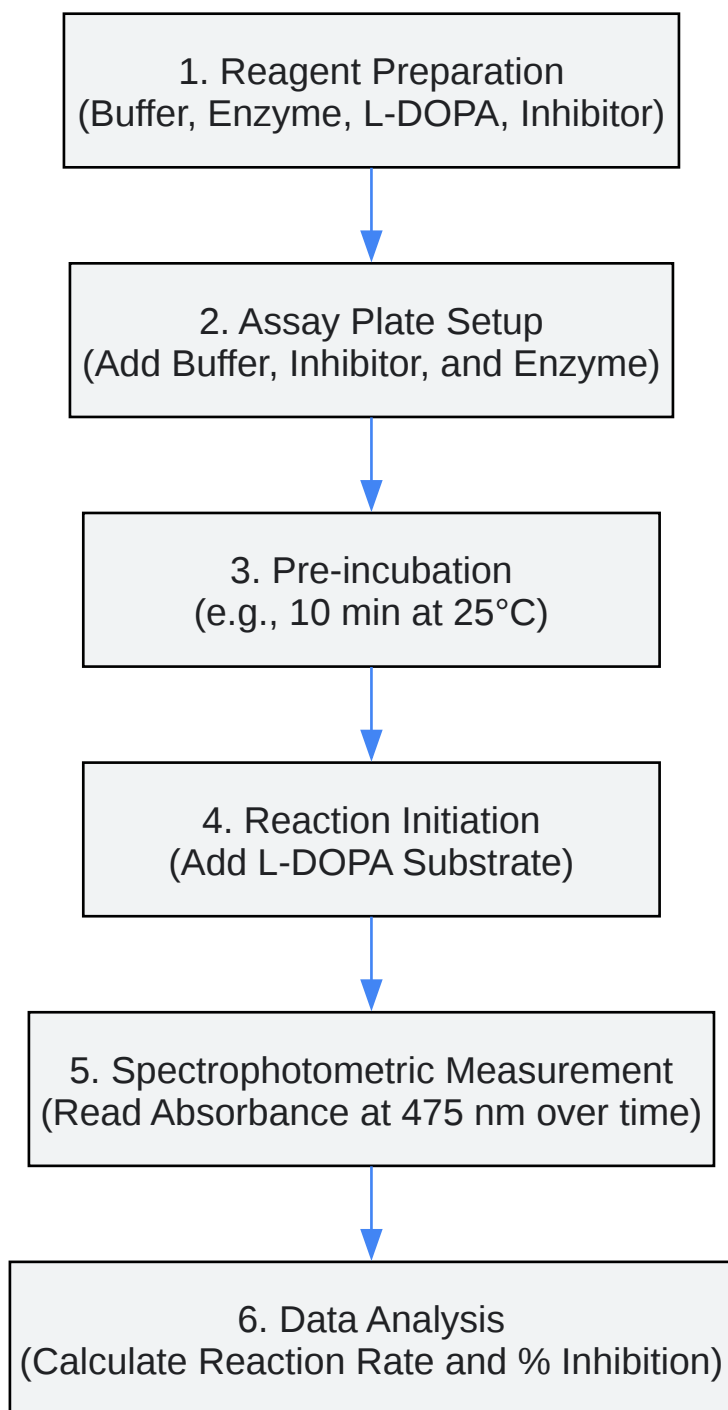 1. Reagent Preparation
(Buffer, Enzyme, L-DOPA, Inhibitor)
2. Assay Plate Setup
(Add Buffer, Inhibitor, and Enzyme)
3. Pre-incubation
(e.g., 10 min at 25°C)
4. Reaction Initiation
(Add L-DOPA Substrate)
5. Spectrophotometric Measurement
(Read Absorbance at 475 nm over time)
6. Data Analysis
(Calculate Reaction Rate and % Inhibition)